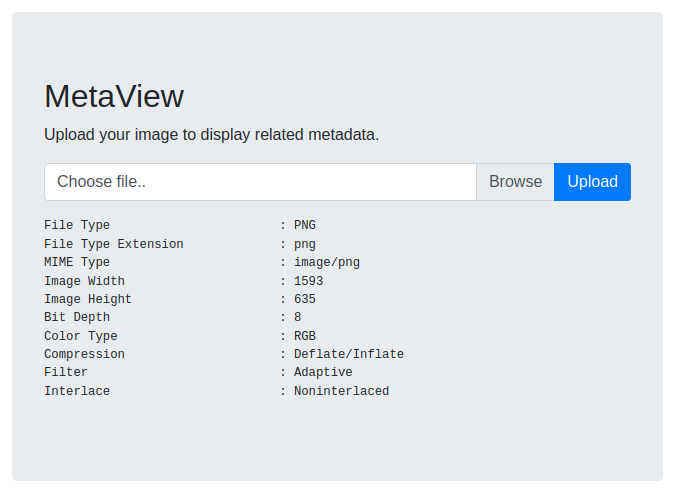 MetaView
Upload your image to display related metadata.
Choose file.. Browse Upload
File Type : PNG
File Type Extension : png
MIME Type : image/png
Image Width : 1593
Image Height : 635
Bit Depth : 8
Color Type : RGB
Compression : Deflate/Inflate
Filter : Adaptive
Interlace : Noninterlaced